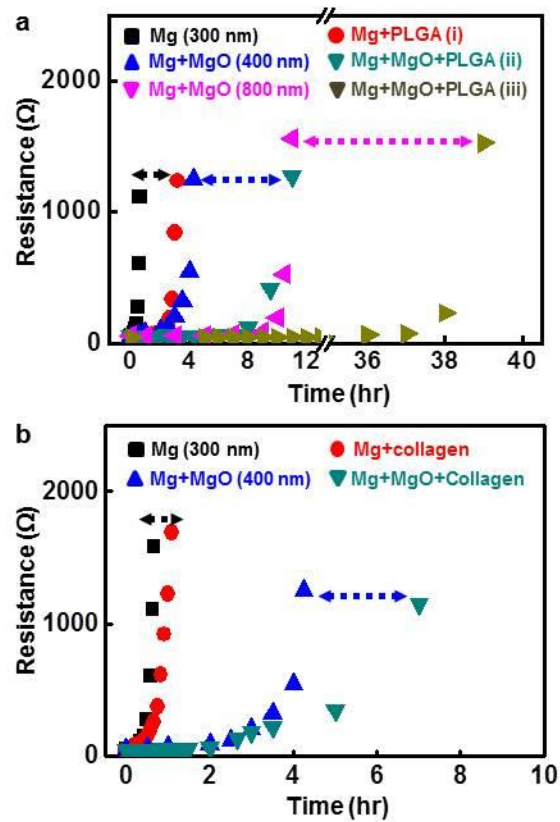 a
Mg (300 nm) Mg+PLGA (i)
Mg+MgO (400 nm) Mg+MgO+PLGA (ii)
Mg+MgO (800 nm) Mg+MgO+PLGA (iii)
2000
1000
0
Resistance (Ω)
0 4 8 12 36 40
Time (hr)
b
Mg (300 nm) Mg+collagen
Mg+MgO (400 nm) Mg+MgO+Collagen
2000
1000
0
Resistance (Ω)
0 2 4 6 8 10
Time (hr)